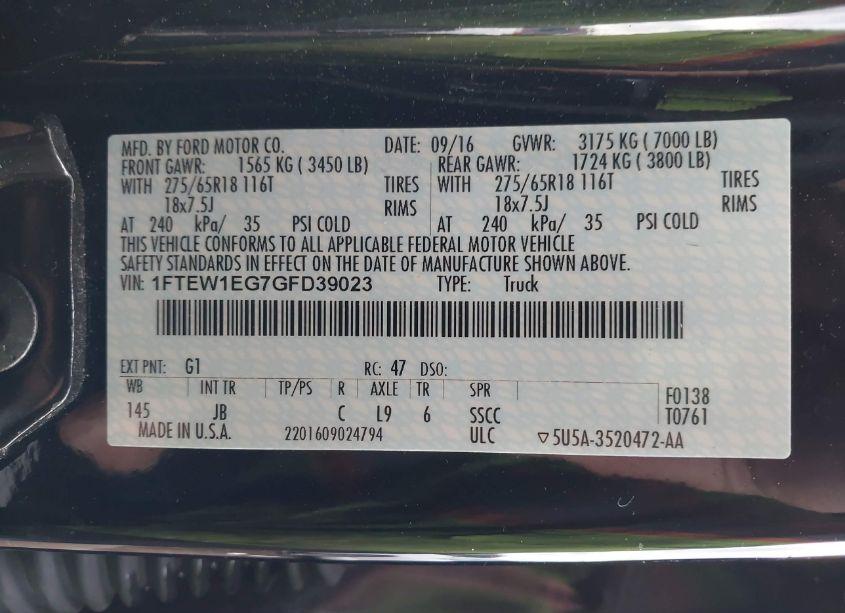 MFD. BY FORD MOTOR CO. DATE: 09/16 GVWR: 3175 KG ( 7000 LB)
FRONT GAWR: 1565 KG ( 3450 LB) REAR GAWR: 1724 KG ( 3800 LB)
WITH 275/65R18 116T TIRES WITH 275/65R18 116T TIRES
18x7.5J RIMS 18x7.5J RIMS
AT 240 kPa/ 35 PSI COLD AT 240 kPa/ 35 PSI COLD
THIS VEHICLE CONFORMS TO ALL APPLICABLE FEDERAL MOTOR VEHICLE
SAFETY STANDARDS IN EFFECT ON THE DATE OF MANUFACTURE SHOWN ABOVE.
VIN: 1FTEW1EG7GFD39023 TYPE: Truck
EXT PNT: G1 RC: 47 DSO:
WB INT TR TP/PS R AXLE TR SPR F0138
145 JB C L9 6 SSCC T0761
MADE IN U.S.A. 2201609024794 ULC ▽5U5A-3520472-AA